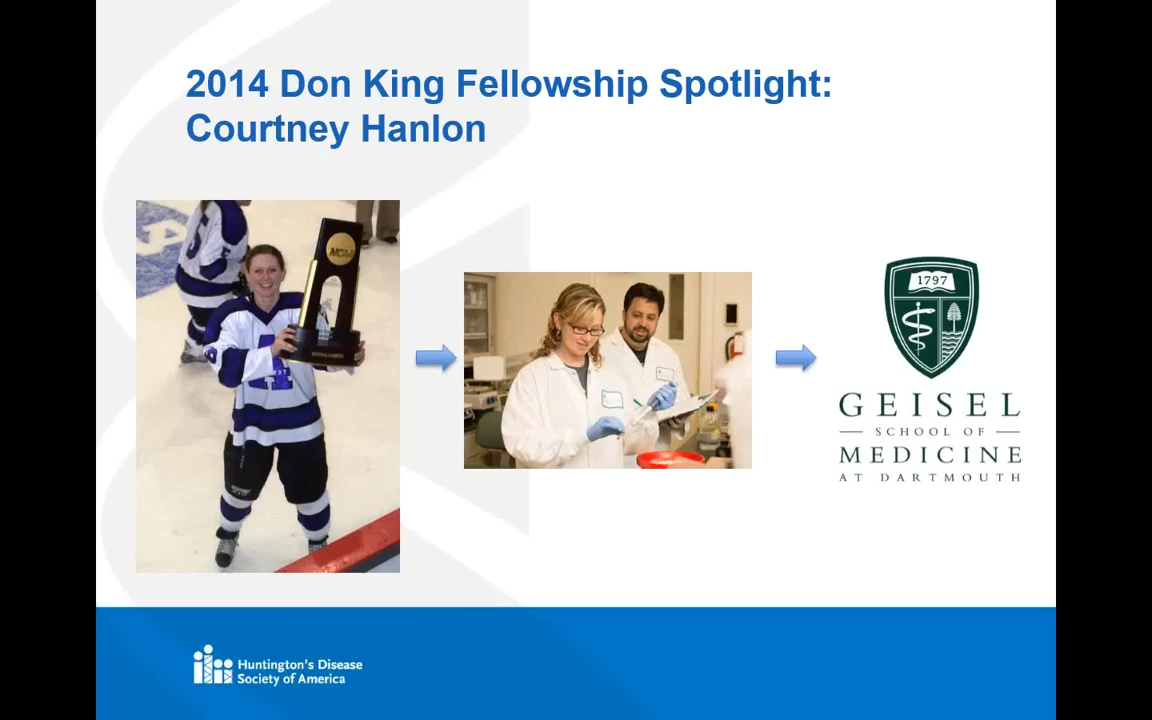 2014 Don King Fellowship Spotlight:
Courtney Hanlon
NCAA
1797
GEISEL
SCHOOL OF
MEDICINE
AT DARTMOUTH
Huntington's Disease
Society of America